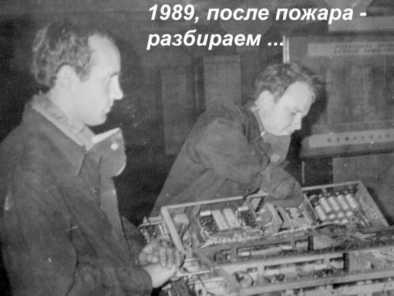 1989, после пожара -
разбираем ...